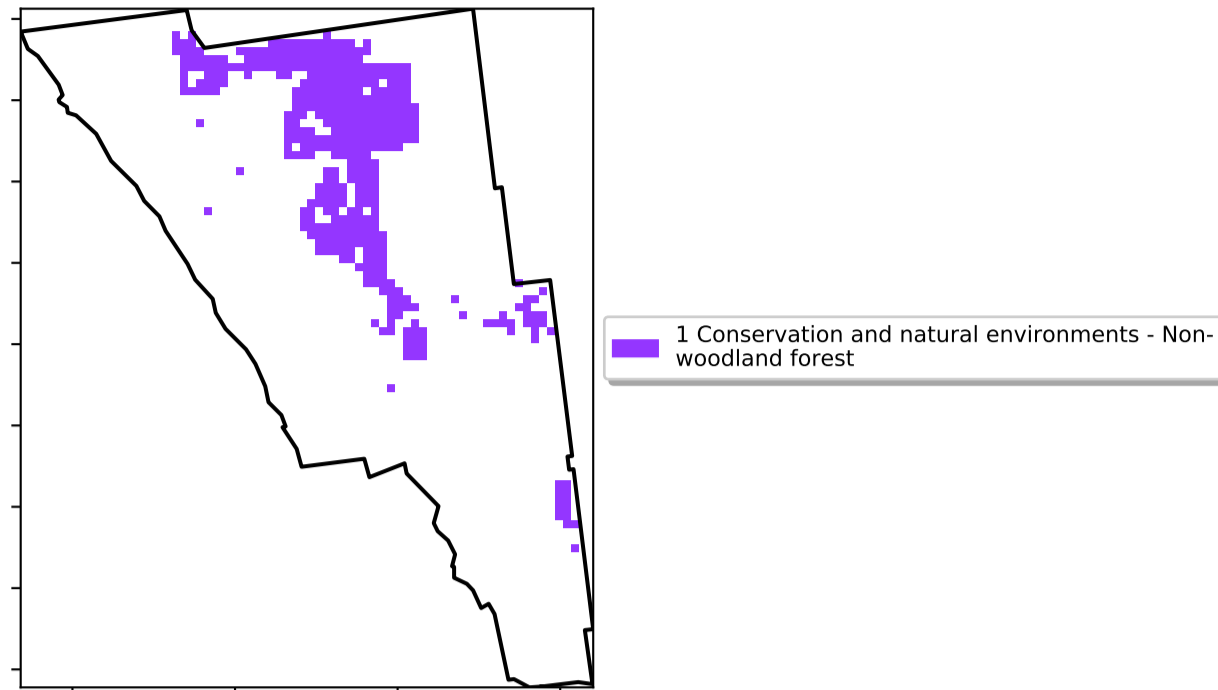 1 Conservation and natural environments - Non-
woodland forest